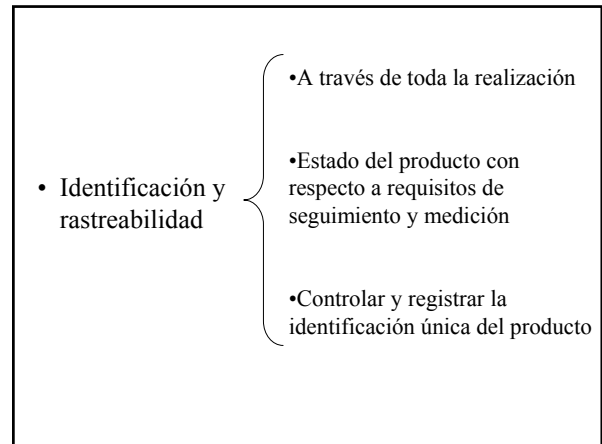 • Identificación y
rastreabilidad
•A través de toda la realización
•Estado del producto con
respecto a requisitos de
seguimiento y medición
•Controlar y registrar la
identificación única del producto